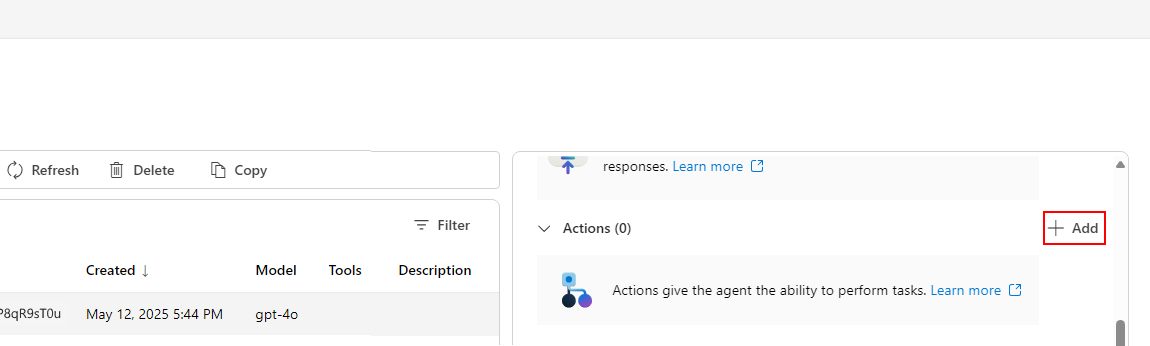 Refresh
Delete
Copy
Filter
Created ↓
Model
Tools
Description
P8qR9sT0u
May 12, 2025 5:44 PM
gpt-4o
responses. Learn more
Actions (0)
+ Add
Actions give the agent the ability to perform tasks. Learn more